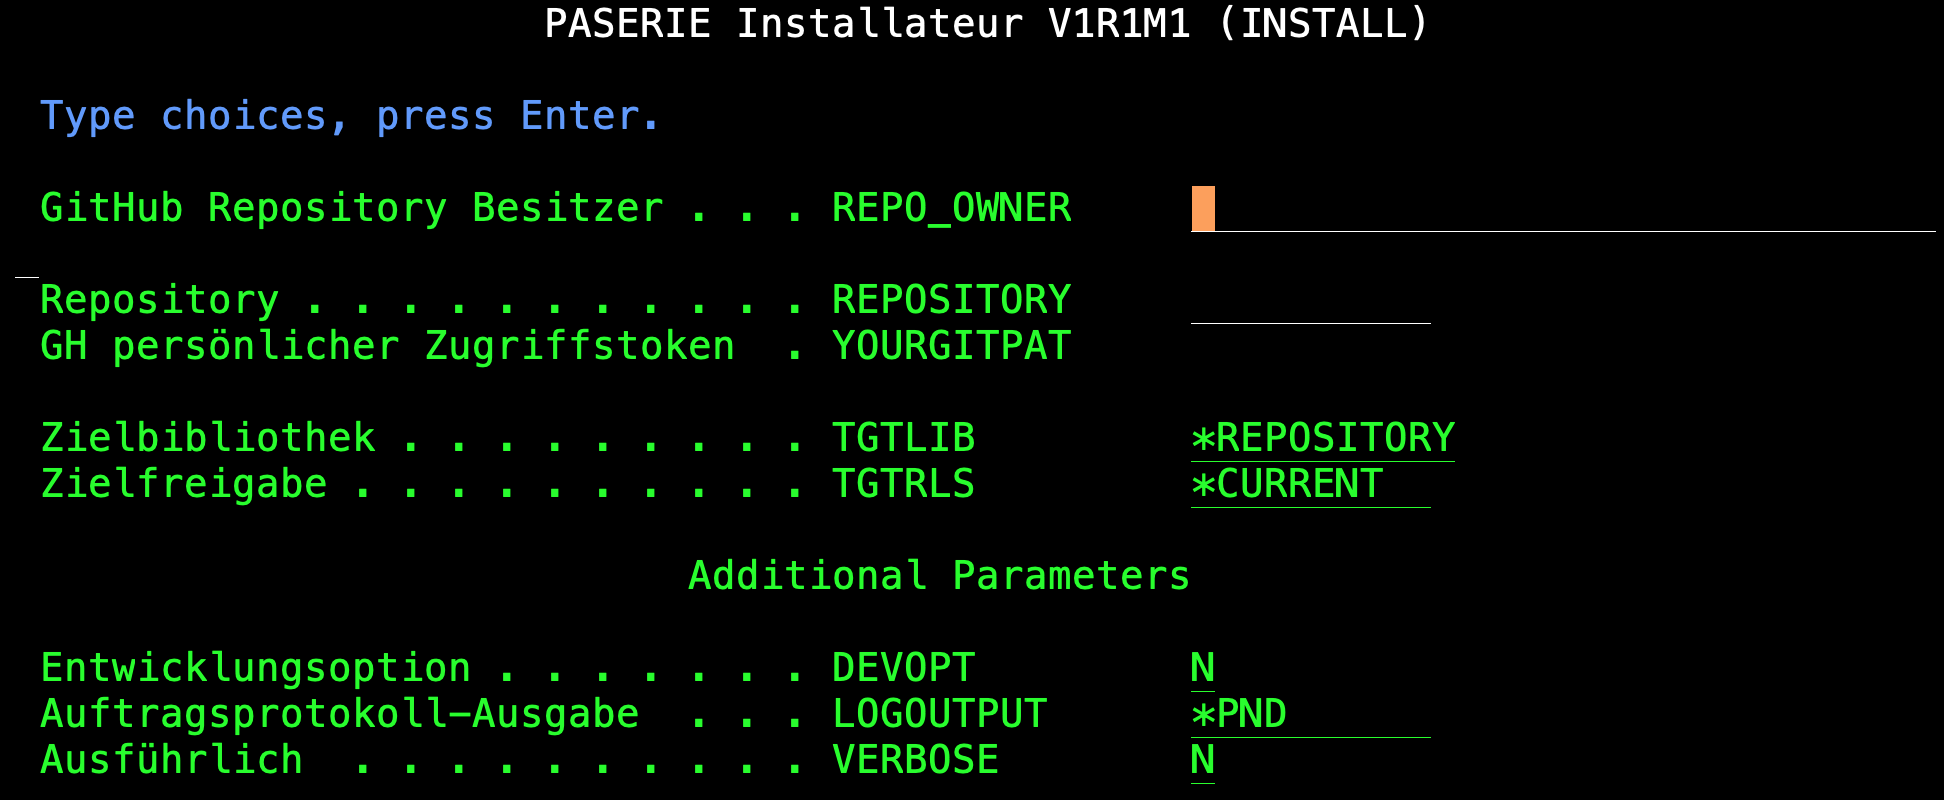 PASERIE Installateur V1R1M1 (INSTALL)
Type choices, press Enter.
GitHub Repository Besitzer . . . REPO_OWNER
Repository . . . . . . . . . . . REPOSITORY
GH persönlicher Zugriffstoken  . YOURGITPAT
Zielbibliothek . . . . . . . . . TGTLIB *REPOSITORY
Zielfreigabe . . . . . . . . . . TGTRLS *CURRENT
Additional Parameters
Entwicklungsoption . . . . . . . DEVOPT N
Auftragsprotokoll-Ausgabe  . . . LOGOUTPUT *PND
Ausführlich  . . . . . . . . . . VERBOSE N